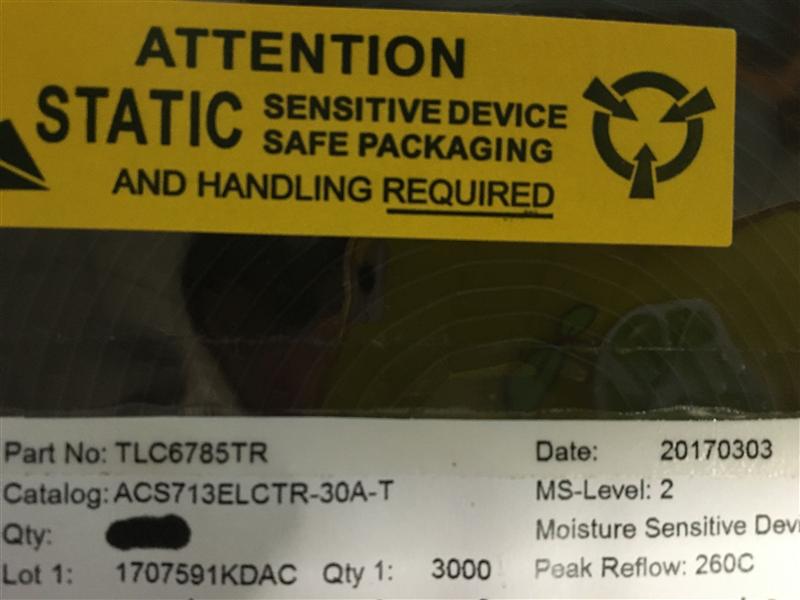 ATTENTION
STATIC SENSITIVE DEVICE
SAFE PACKAGING
AND HANDLING REQUIRED
Part No: TLC6785TR Date: 20170303
Catalog: ACS713ELCTR-30A-T MS-Level: 2
Qty: Moisture Sensitive Devi
Lot 1: 1707591KDAC Qty 1: 3000 Peak Reflow: 260C